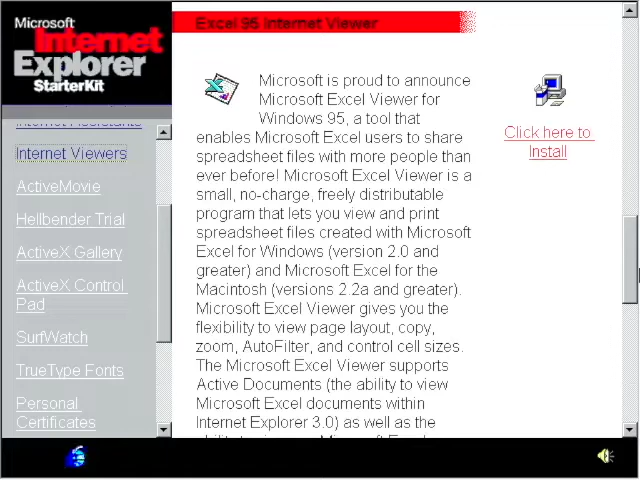 Microsoft
Internet
Explorer
StarterKit
Internet Assistants
Internet Viewers
ActiveMovie
Hellbender Trial
ActiveX Gallery
ActiveX Control
Pad
SurfWatch
TrueType Fonts
Personal
Certificates
Excel 95 Internet Viewer
Microsoft is proud to announce
Microsoft Excel Viewer for
Windows 95, a tool that
enables Microsoft Excel users to share
spreadsheet files with more people than
ever before! Microsoft Excel Viewer is a
small, no-charge, freely distributable
program that lets you view and print
spreadsheet files created with Microsoft
Excel for Windows (version 2.0 and
greater) and Microsoft Excel for the
Macintosh (versions 2.2a and greater).
Microsoft Excel Viewer gives you the
flexibility to view page layout, copy,
zoom, AutoFilter, and control cell sizes.
The Microsoft Excel Viewer supports
Active Documents (the ability to view
Microsoft Excel documents within
Internet Explorer 3.0) as well as the
Click here to
Install